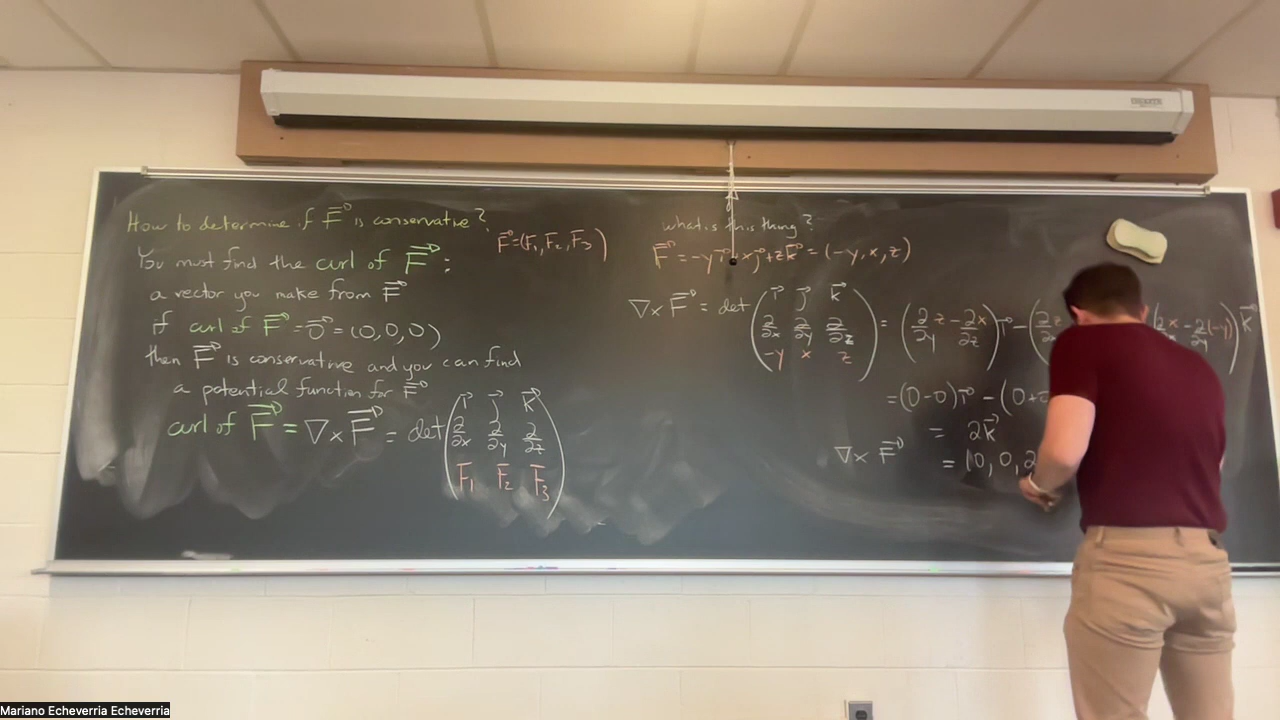 How to determine if F⃗ is conservative?
F⃗=(F₁,F₂,F₃)
You must find the curl of F⃗:
a vector you make from F⃗
if curl of F⃗=0⃗=(0,0,0)
then F⃗ is conservative and you can find
a potential function for F⃗
curl of F⃗ = ∇×F⃗ = det
i⃗ j⃗ k⃗
∂/∂x ∂/∂y ∂/∂z
F₁ F₂ F₃
what is this thing?
F⃗=-yi⃗+xj⃗+zk⃗=(-y,x,z)
∇×F⃗ = det
i⃗ j⃗ k⃗
∂/∂x ∂/∂y ∂/∂z
-y x z
= (∂/∂y z - ∂/∂z x)i⃗ - (∂/∂x z
∂/∂x x - ∂/∂y(-y))k⃗
=(0-0)i⃗ - (0+
= 2k⃗
∇×F⃗ = (0,0,2
Mariano Echeverria Echeverria